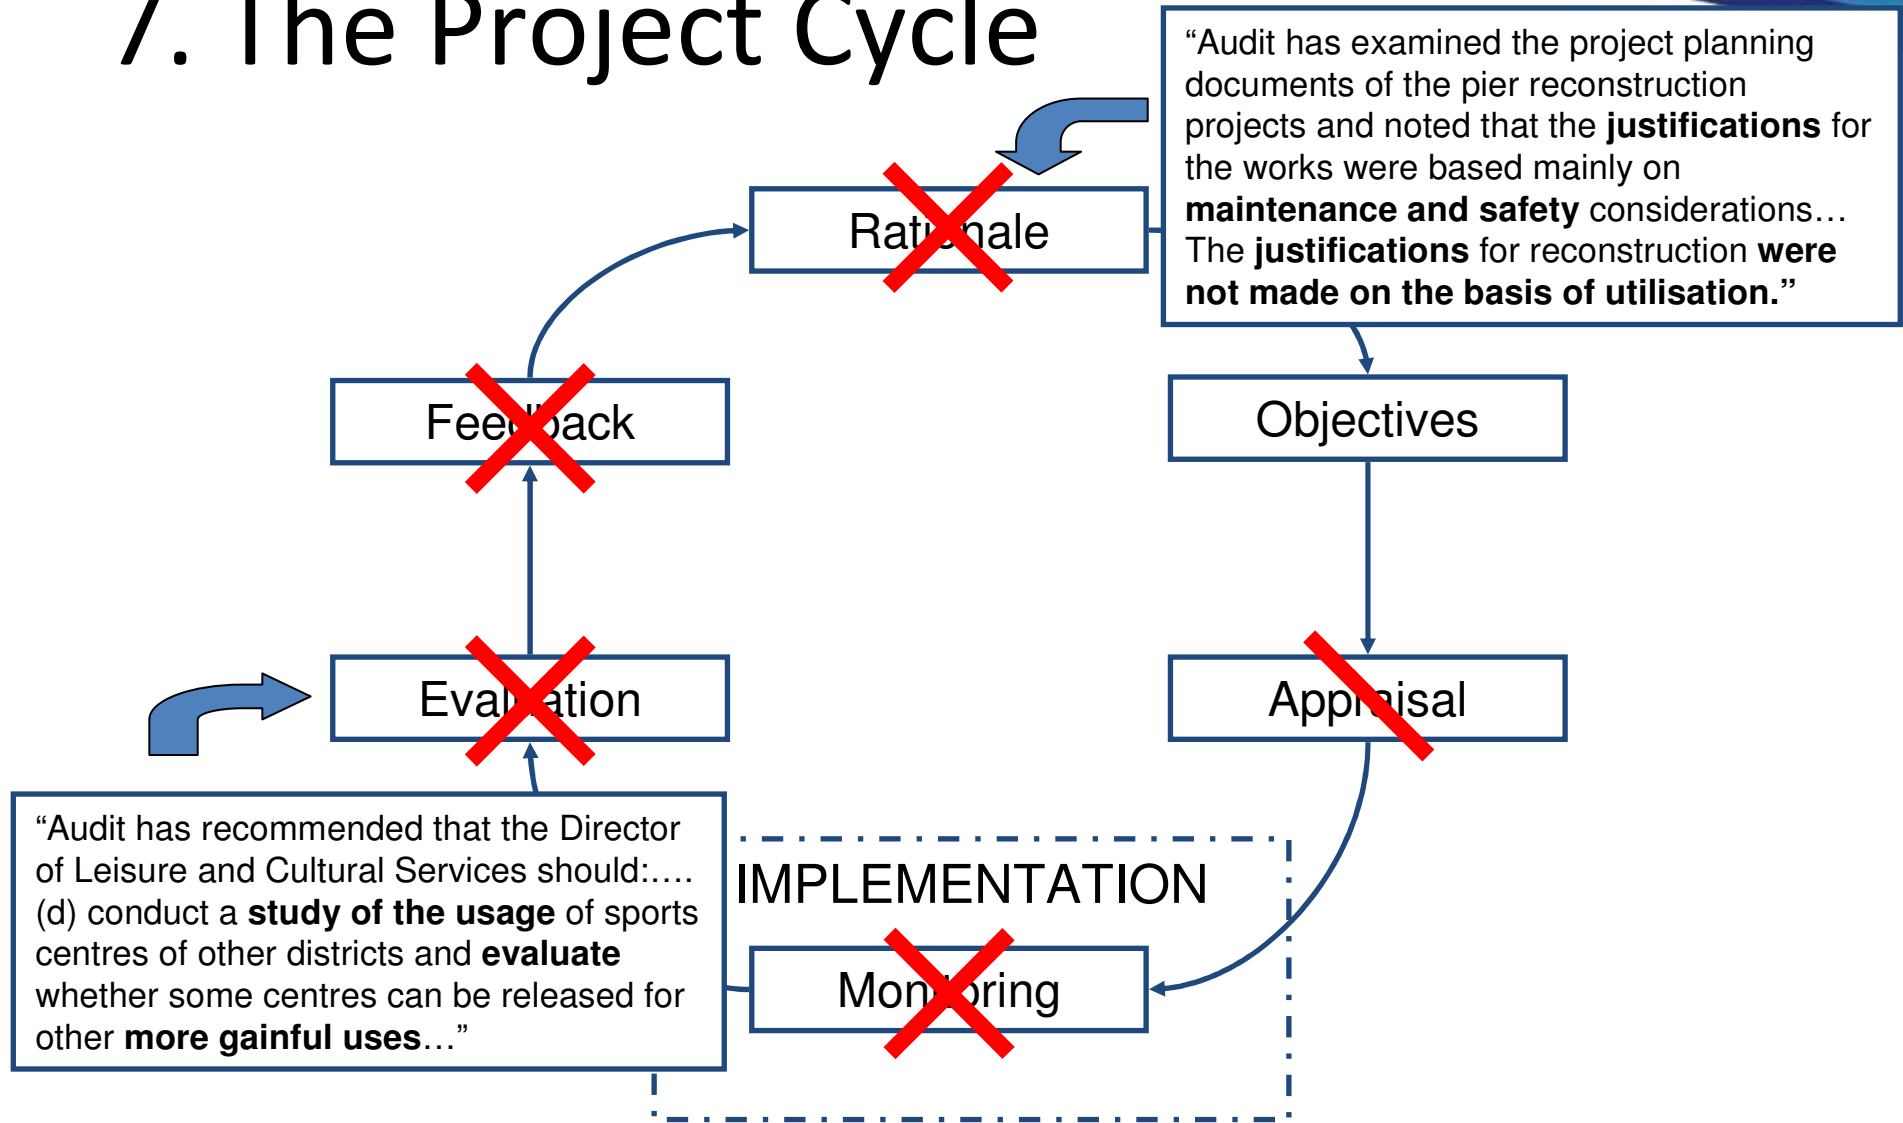 7. The Project Cycle
“Audit has examined the project planning
documents of the pier reconstruction
projects and noted that the justifications for
the works were based mainly on
maintenance and safety considerations…
The justifications for reconstruction were
not made on the basis of utilisation.”
Rationale
Feedback
Objectives
Evaluation
Appraisal
“Audit has recommended that the Director
of Leisure and Cultural Services should:….
(d) conduct a study of the usage of sports
centres of other districts and evaluate
whether some centres can be released for
other more gainful uses…”
IMPLEMENTATION
Monitoring